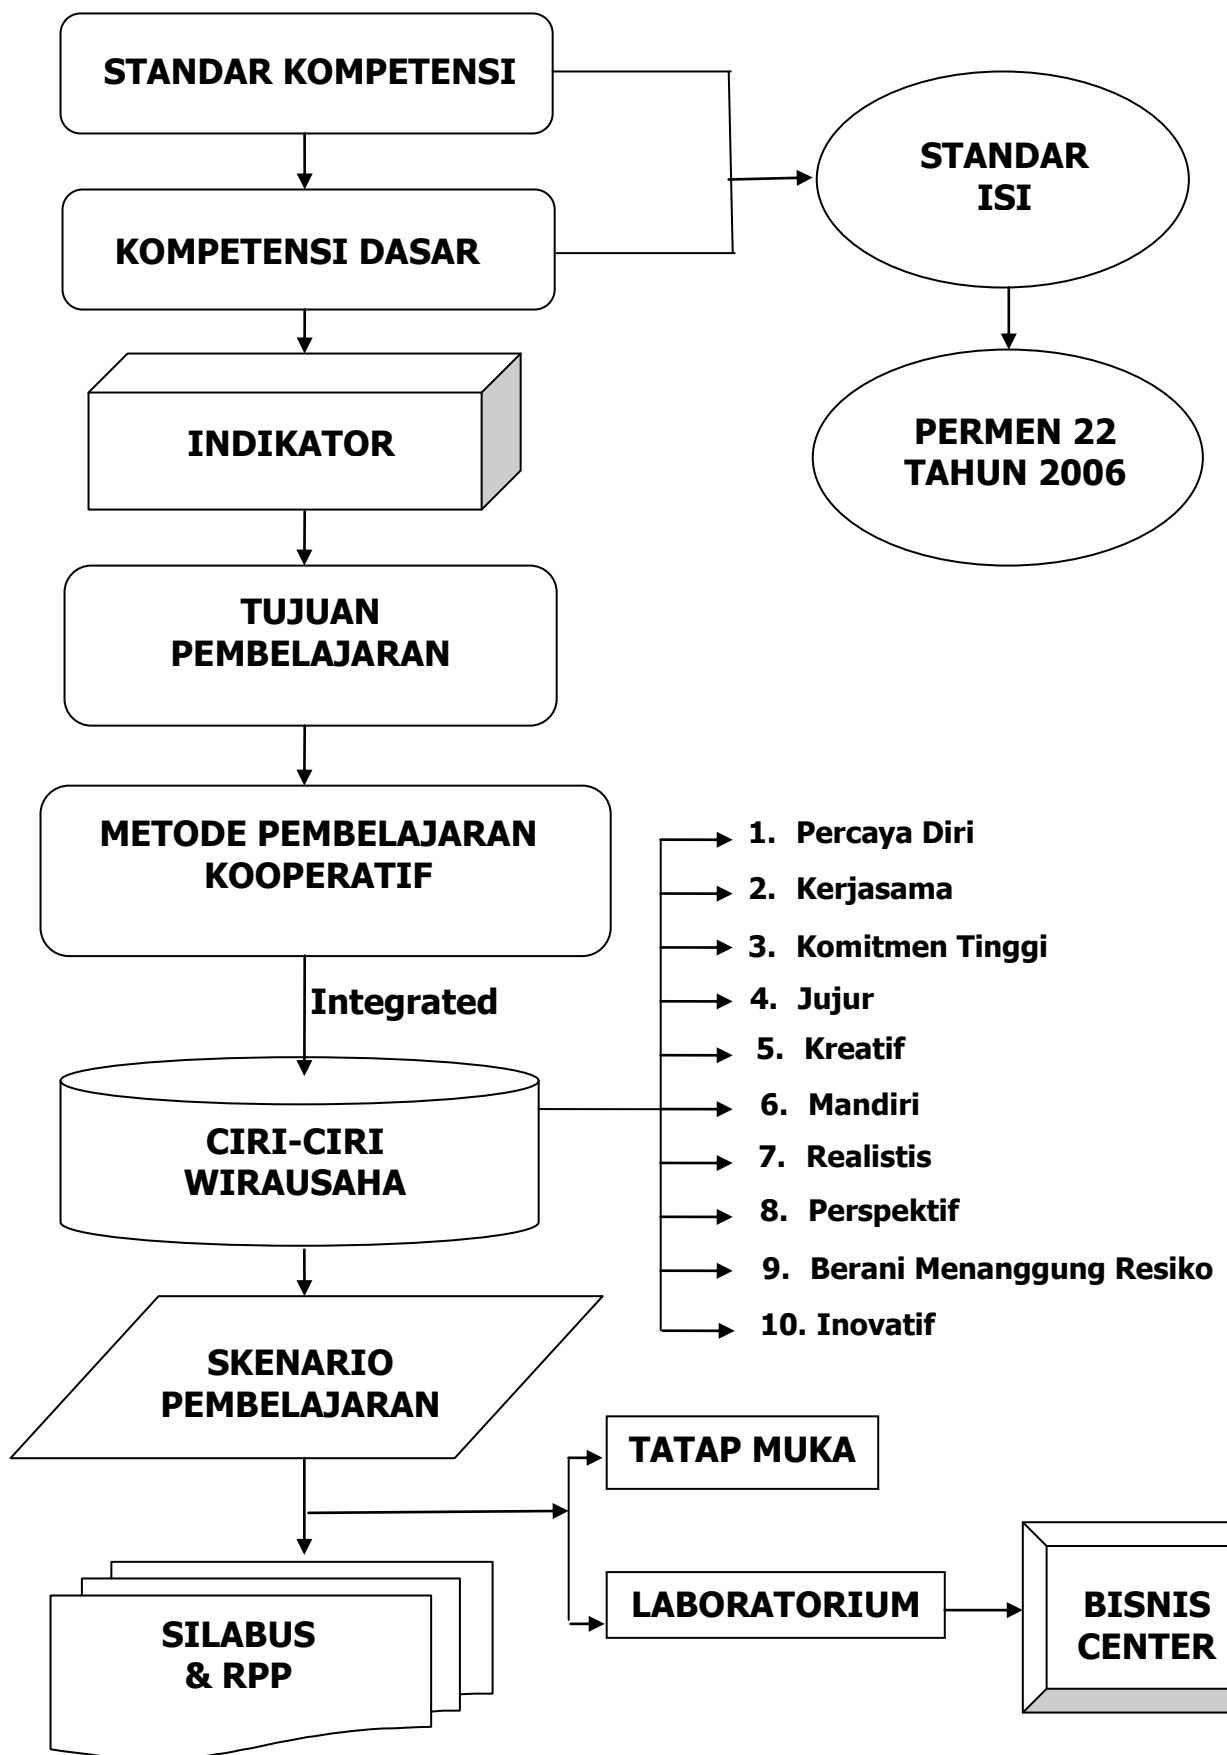 STANDAR KOMPETENSI
STANDAR
ISI
KOMPETENSI DASAR
INDIKATOR
PERMEN 22
TAHUN 2006
TUJUAN
PEMBELAJARAN
METODE PEMBELAJARAN
KOOPERATIF
Integrated
CIRI-CIRI
WIRAUSAHA
1. Percaya Diri
2. Kerjasama
3. Komitmen Tinggi
4. Jujur
5. Kreatif
6. Mandiri
7. Realistis
8. Perspektif
9. Berani Menanggung Resiko
10. Inovatif
SKENARIO
PEMBELAJARAN
TATAP MUKA
LABORATORIUM
BISNIS
CENTER
SILABUS
& RPP